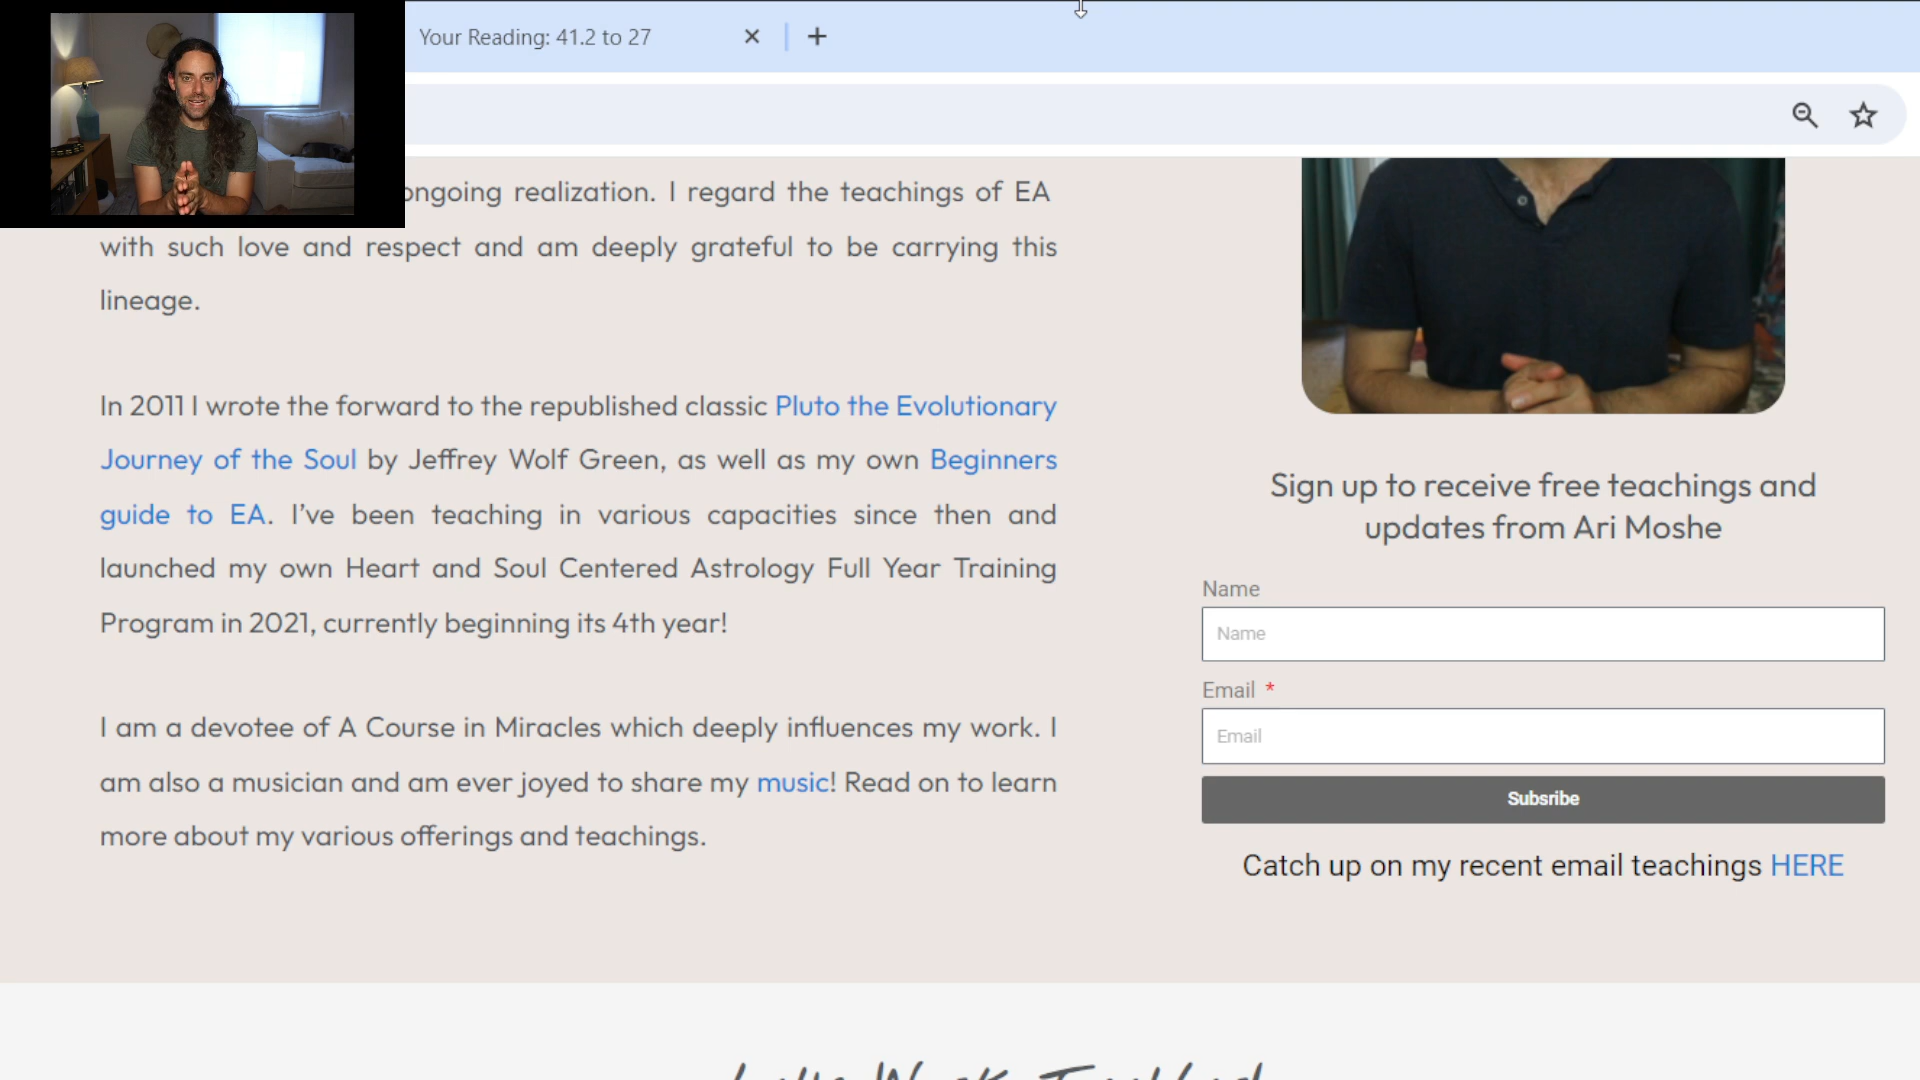 Your Reading: 41.2 to 27
ongoing realization. I regard the teachings of EA
with such love and respect and am deeply grateful to be carrying this
lineage.
In 2011 I wrote the forward to the republished classic Pluto the Evolutionary
Journey of the Soul by Jeffrey Wolf Green, as well as my own Beginners
guide to EA. I’ve been teaching in various capacities since then and
launched my own Heart and Soul Centered Astrology Full Year Training
Program in 2021, currently beginning its 4th year!
I am a devotee of A Course in Miracles which deeply influences my work. I
am also a musician and am ever joyed to share my music! Read on to learn
more about my various offerings and teachings.
Sign up to receive free teachings and
updates from Ari Moshe
Name
Name
Email *
Email
Subsribe
Catch up on my recent email teachings HERE